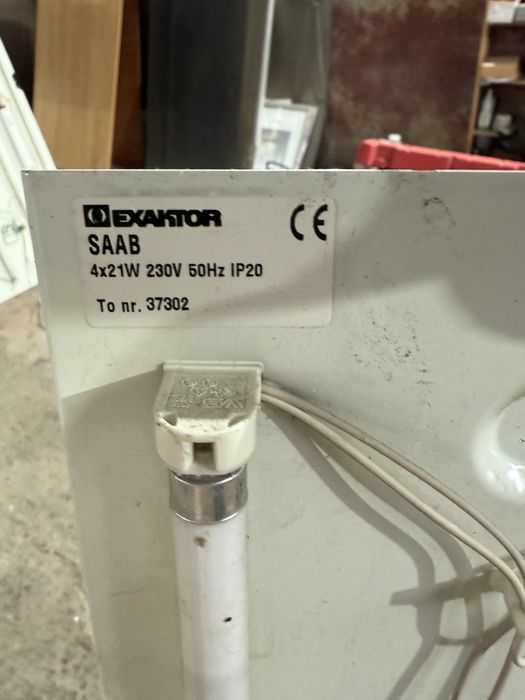 EXAKTOR
CE
SAAB
4x21W 230V 50Hz IP20
To nr. 37302